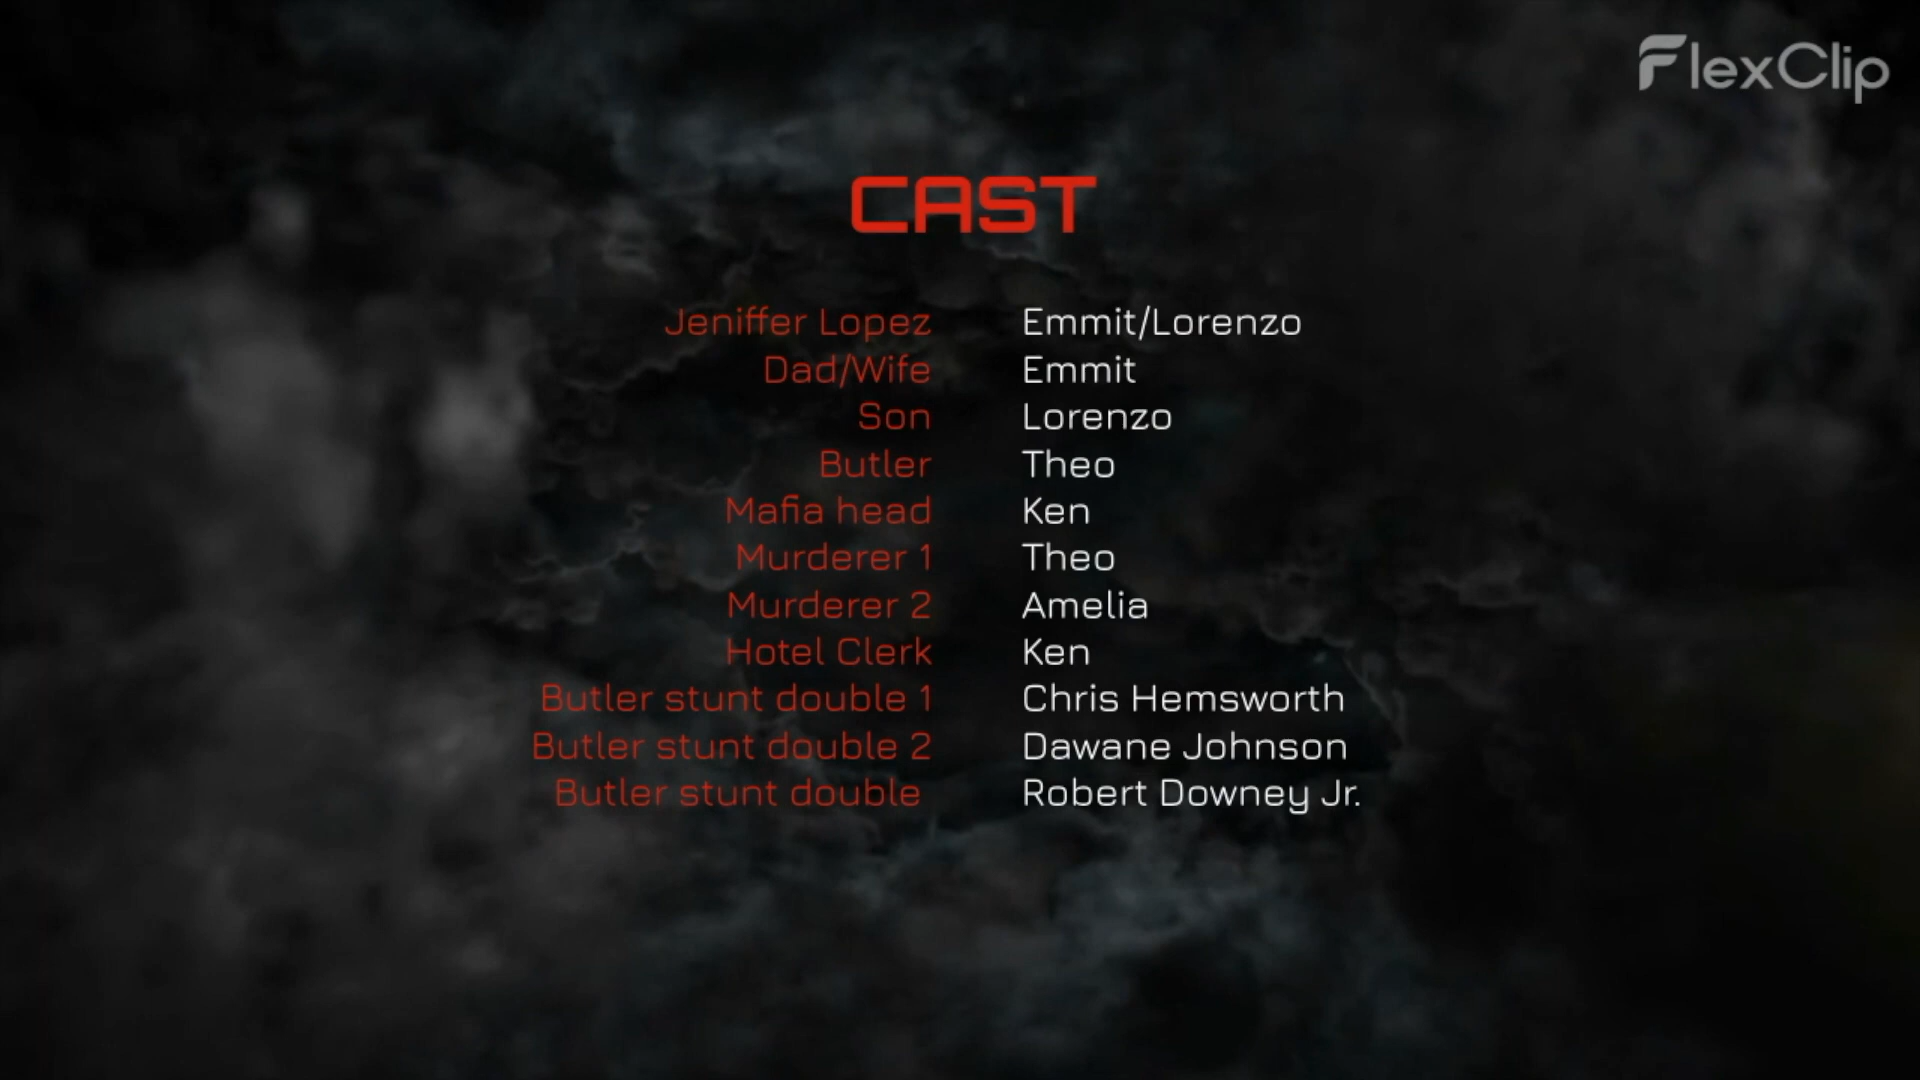 FlexClip
CAST
Jeniffer Lopez Emmit/Lorenzo
Dad/Wife Emmit
Son Lorenzo
Butler Theo
Mafia head Ken
Murderer 1 Theo
Murderer 2 Amelia
Hotel Clerk Ken
Butler stunt double 1 Chris Hemsworth
Butler stunt double 2 Dawane Johnson
Butler stunt double Robert Downey Jr.